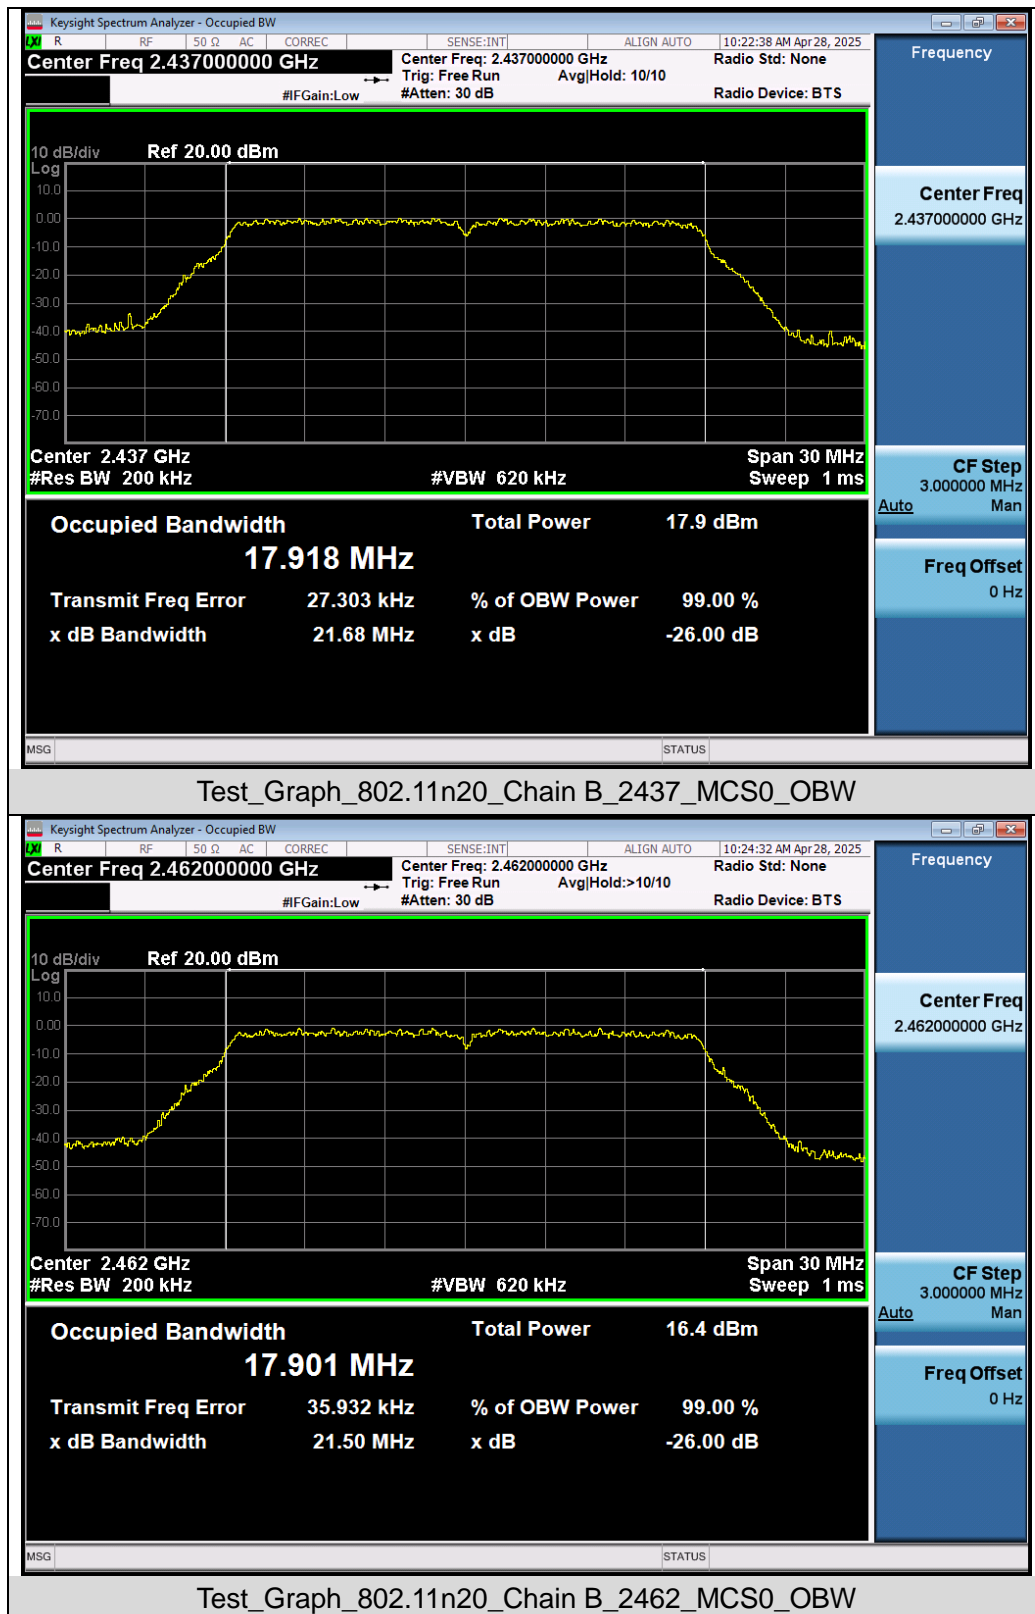 Keysight Spectrum Analyzer - Occupied BW
LXI R RF 50 Ω AC CORREC SENSE:INT ALIGN AUTO 10:22:38 AM Apr 28, 2025
Center Freq 2.437000000 GHz
Center Freq: 2.437000000 GHz
Radio Std: None
Trig: Free Run Avg|Hold: 10/10
#IFGain:Low #Atten: 30 dB Radio Device: BTS
Frequency
10 dB/div Ref 20.00 dBm
Log
10.0
0.00
-10.0
-20.0
-30.0
-40.0
-50.0
-60.0
-70.0
Center Freq
2.437000000 GHz
Center 2.437 GHz Span 30 MHz
#Res BW 200 kHz #VBW 620 kHz Sweep 1 ms
CF Step
3.000000 MHz
Auto Man
Freq Offset
0 Hz
Occupied Bandwidth Total Power 17.9 dBm
17.918 MHz
Transmit Freq Error 27.303 kHz % of OBW Power 99.00 %
x dB Bandwidth 21.68 MHz x dB -26.00 dB
MSG STATUS
Test_Graph_802.11n20_Chain B_2437_MCS0_OBW
Keysight Spectrum Analyzer - Occupied BW
LXI R RF 50 Ω AC CORREC SENSE:INT ALIGN AUTO 10:24:32 AM Apr 28, 2025
Center Freq 2.462000000 GHz
Center Freq: 2.462000000 GHz
Radio Std: None
Trig: Free Run Avg|Hold:>10/10
#IFGain:Low #Atten: 30 dB Radio Device: BTS
Frequency
10 dB/div Ref 20.00 dBm
Log
10.0
0.00
-10.0
-20.0
-30.0
-40.0
-50.0
-60.0
-70.0
Center Freq
2.462000000 GHz
Center 2.462 GHz Span 30 MHz
#Res BW 200 kHz #VBW 620 kHz Sweep 1 ms
CF Step
3.000000 MHz
Auto Man
Freq Offset
0 Hz
Occupied Bandwidth Total Power 16.4 dBm
17.901 MHz
Transmit Freq Error 35.932 kHz % of OBW Power 99.00 %
x dB Bandwidth 21.50 MHz x dB -26.00 dB
MSG STATUS
Test_Graph_802.11n20_Chain B_2462_MCS0_OBW